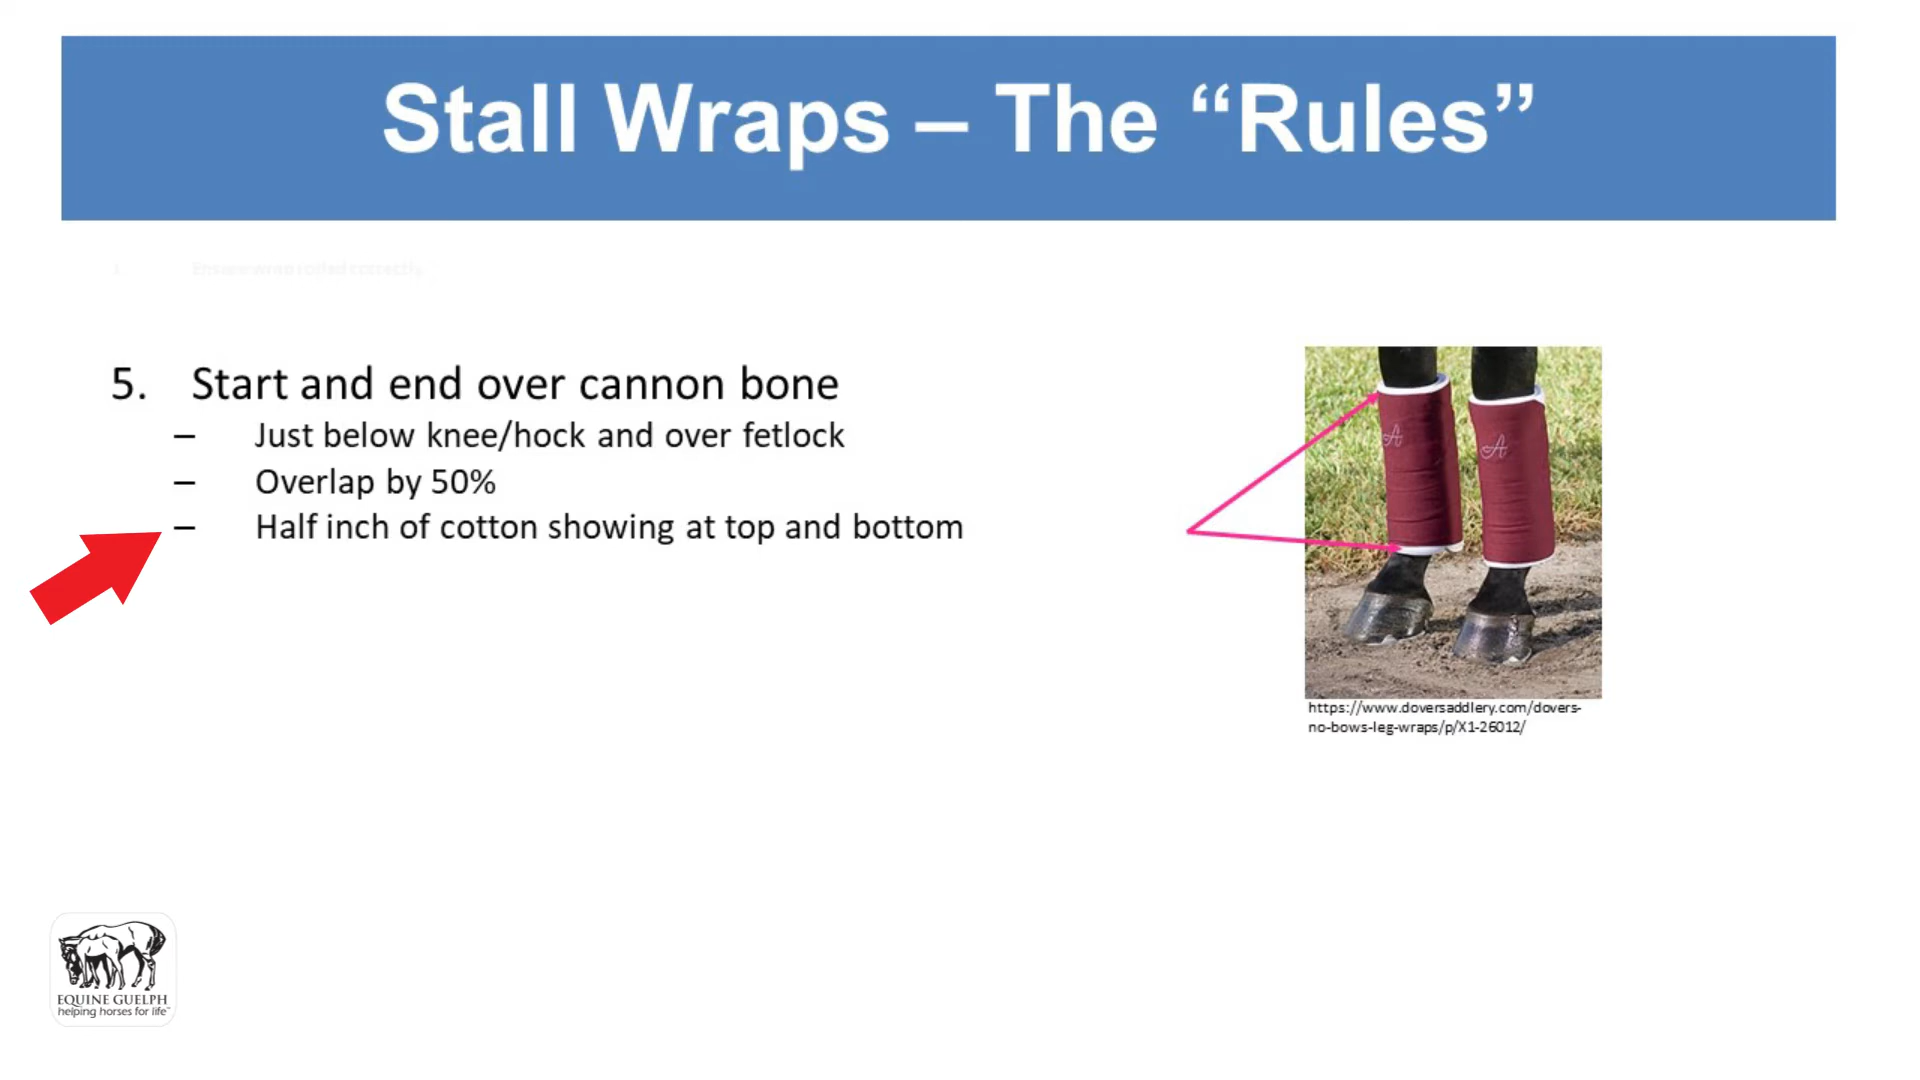 Stall Wraps – The “Rules”
5. Start and end over cannon bone
– Just below knee/hock and over fetlock
– Overlap by 50%
– Half inch of cotton showing at top and bottom
A
A
https://www.doversaddlery.com/dovers-
no-bows-leg-wraps/p/X1-26012/
EQUINE GUELPH
helping horses for life™